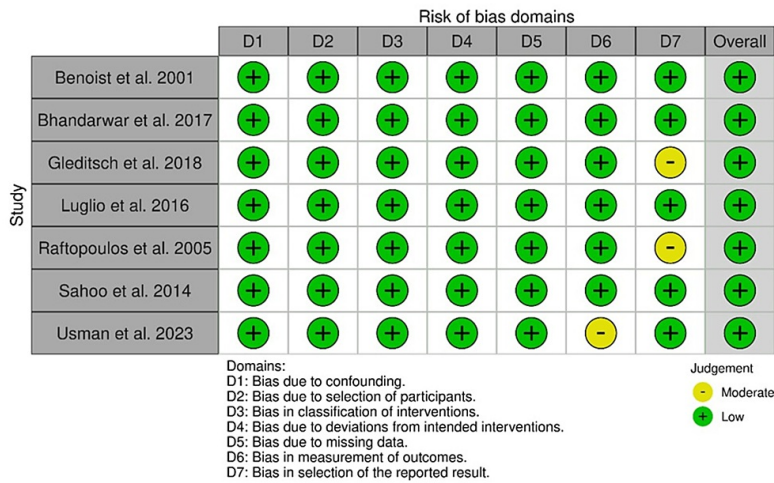 Risk of bias domains
D1 D2 D3 D4 D5 D6 D7 Overall
Study
Benoist et al. 2001 + + + + + + + +
Bhandarwar et al. 2017 + + + + + + + +
Gleditsch et al. 2018 + + + + + + - +
Luglio et al. 2016 + + + + + + + +
Raftopoulos et al. 2005 + + + + + + - +
Sahoo et al. 2014 + + + + + + + +
Usman et al. 2023 + + + + + - + +
Domains:
D1: Bias due to confounding.
D2: Bias due to selection of participants.
D3: Bias in classification of interventions.
D4: Bias due to deviations from intended interventions.
D5: Bias due to missing data.
D6: Bias in measurement of outcomes.
D7: Bias in selection of the reported result.
Judgement
- Moderate
+ Low